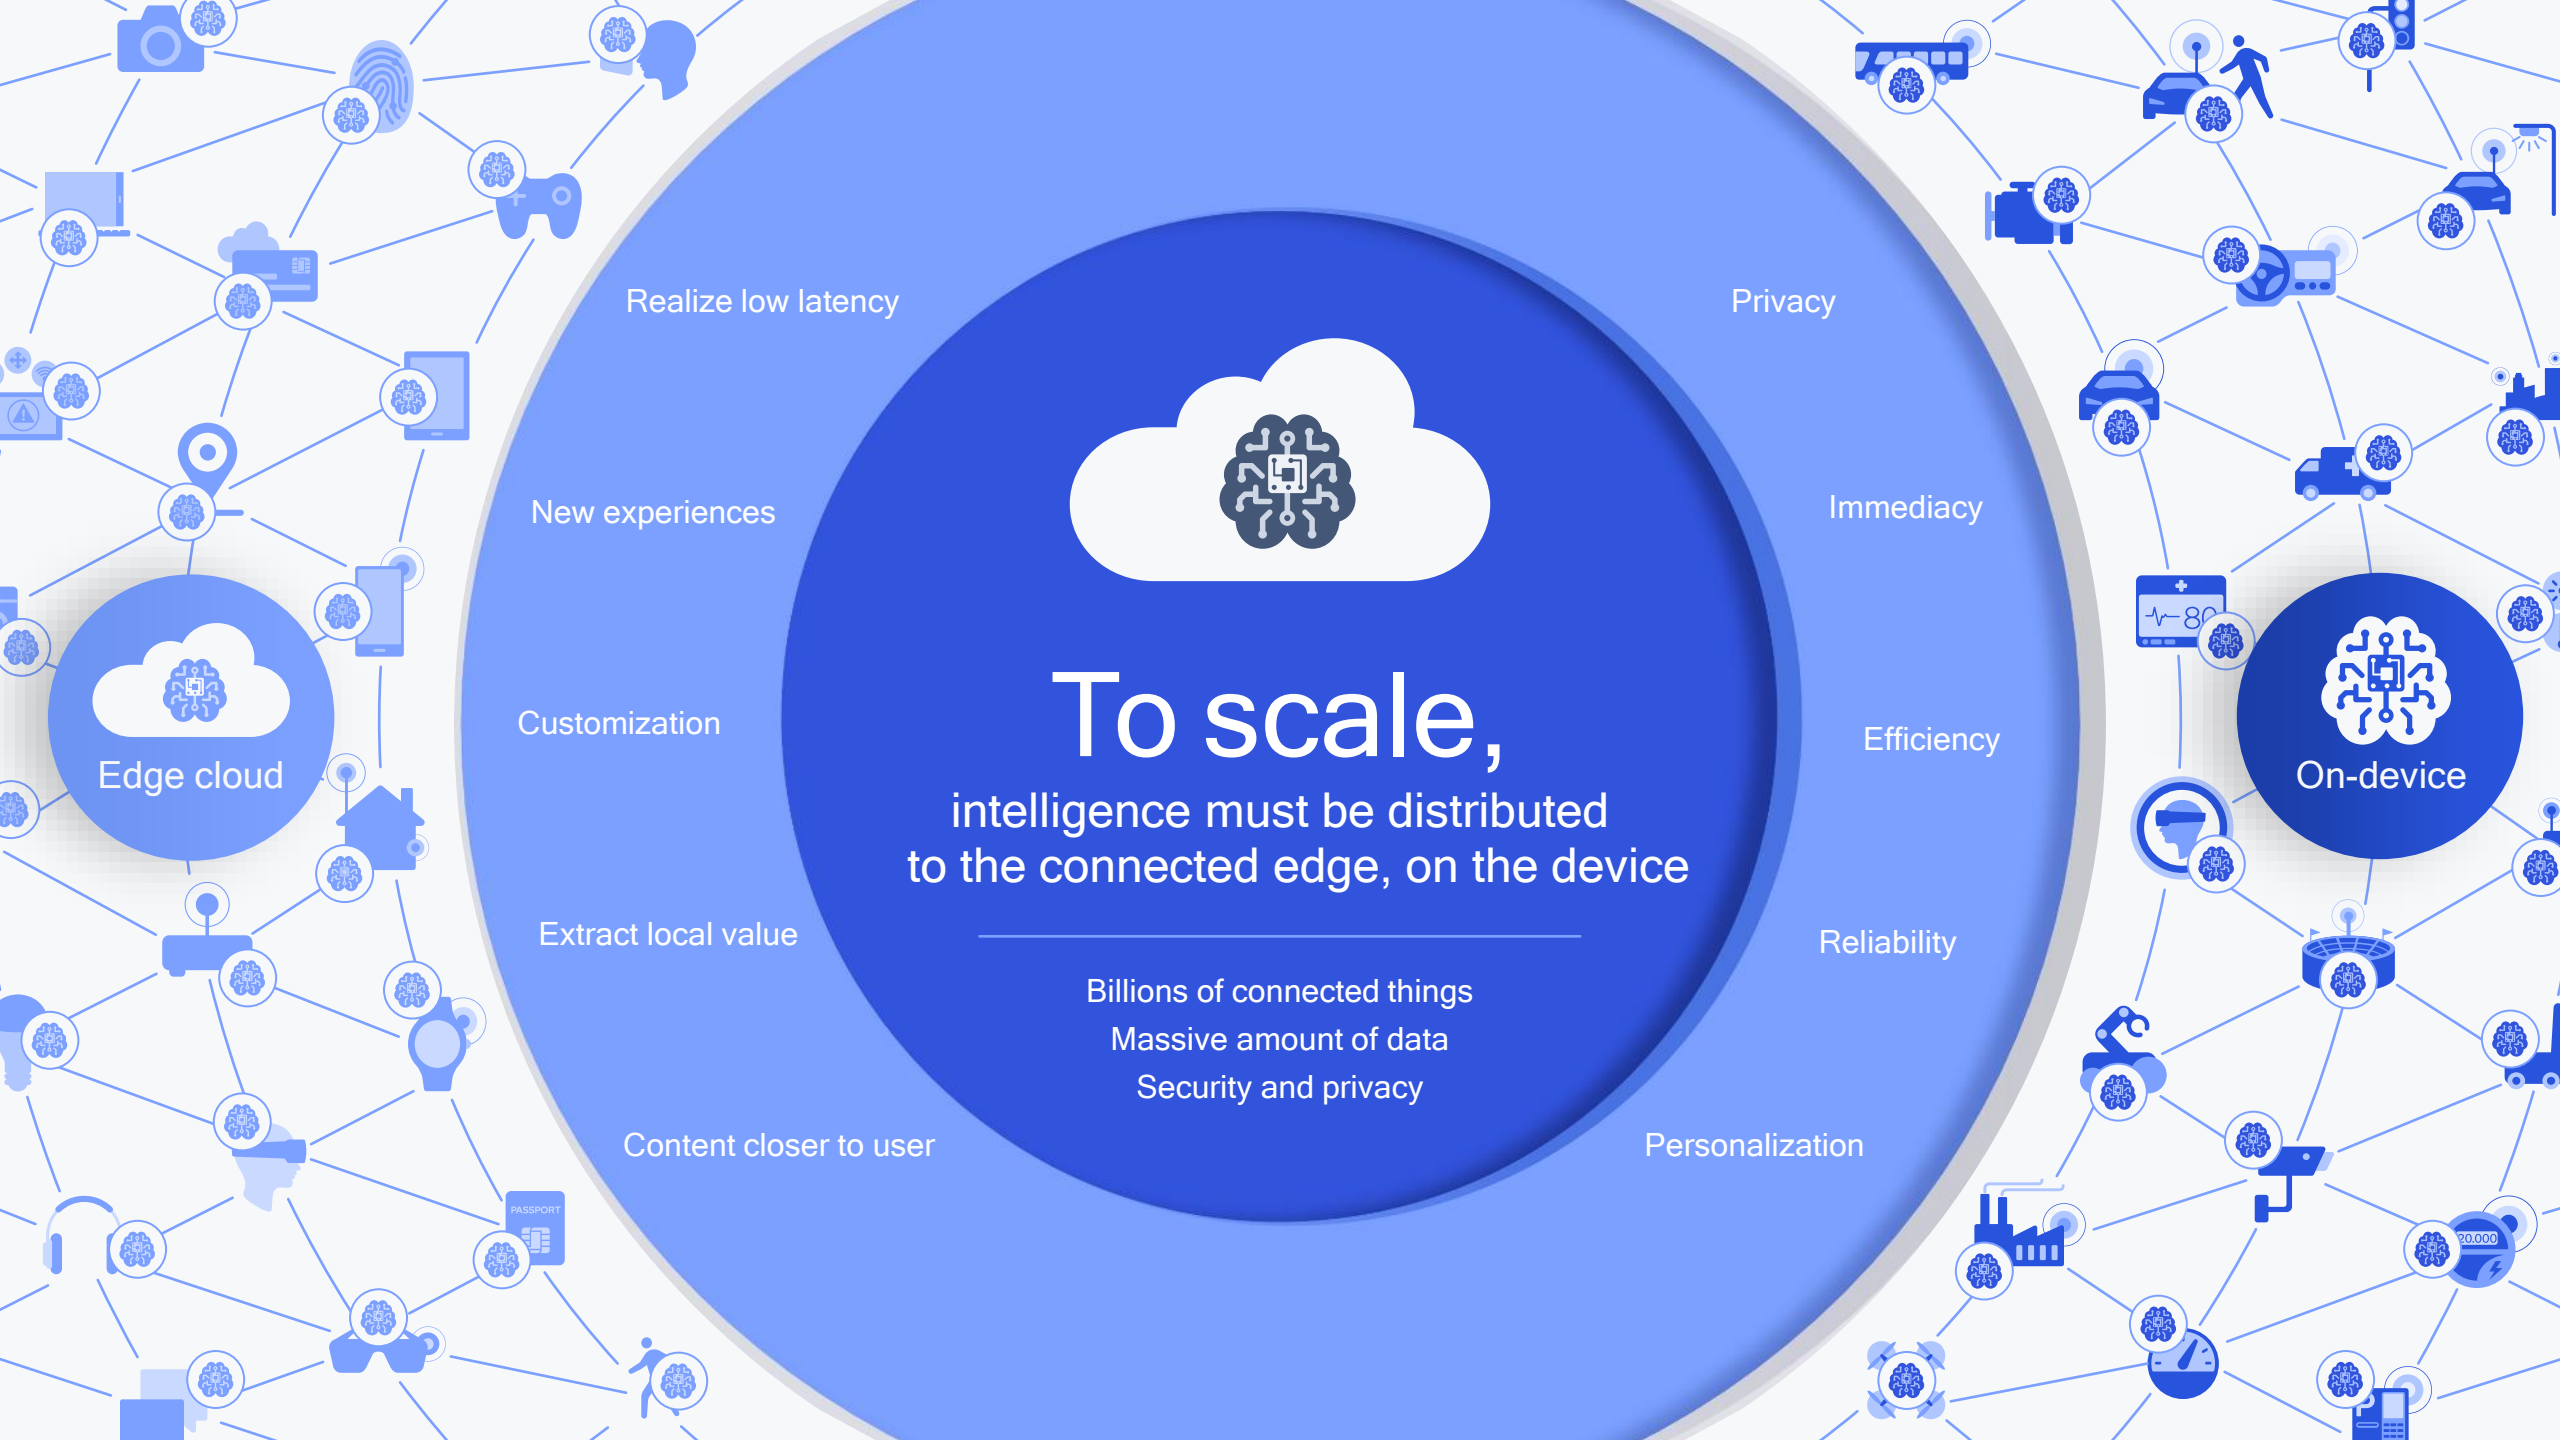 Realize low latency
New experiences
Customization
Extract local value
Content closer to user
Edge cloud
To scale,
intelligence must be distributed
to the connected edge, on the device
Billions of connected things
Massive amount of data
Security and privacy
Privacy
Immediacy
Efficiency
Reliability
Personalization
On-device
PASSPORT
80
20.000
P